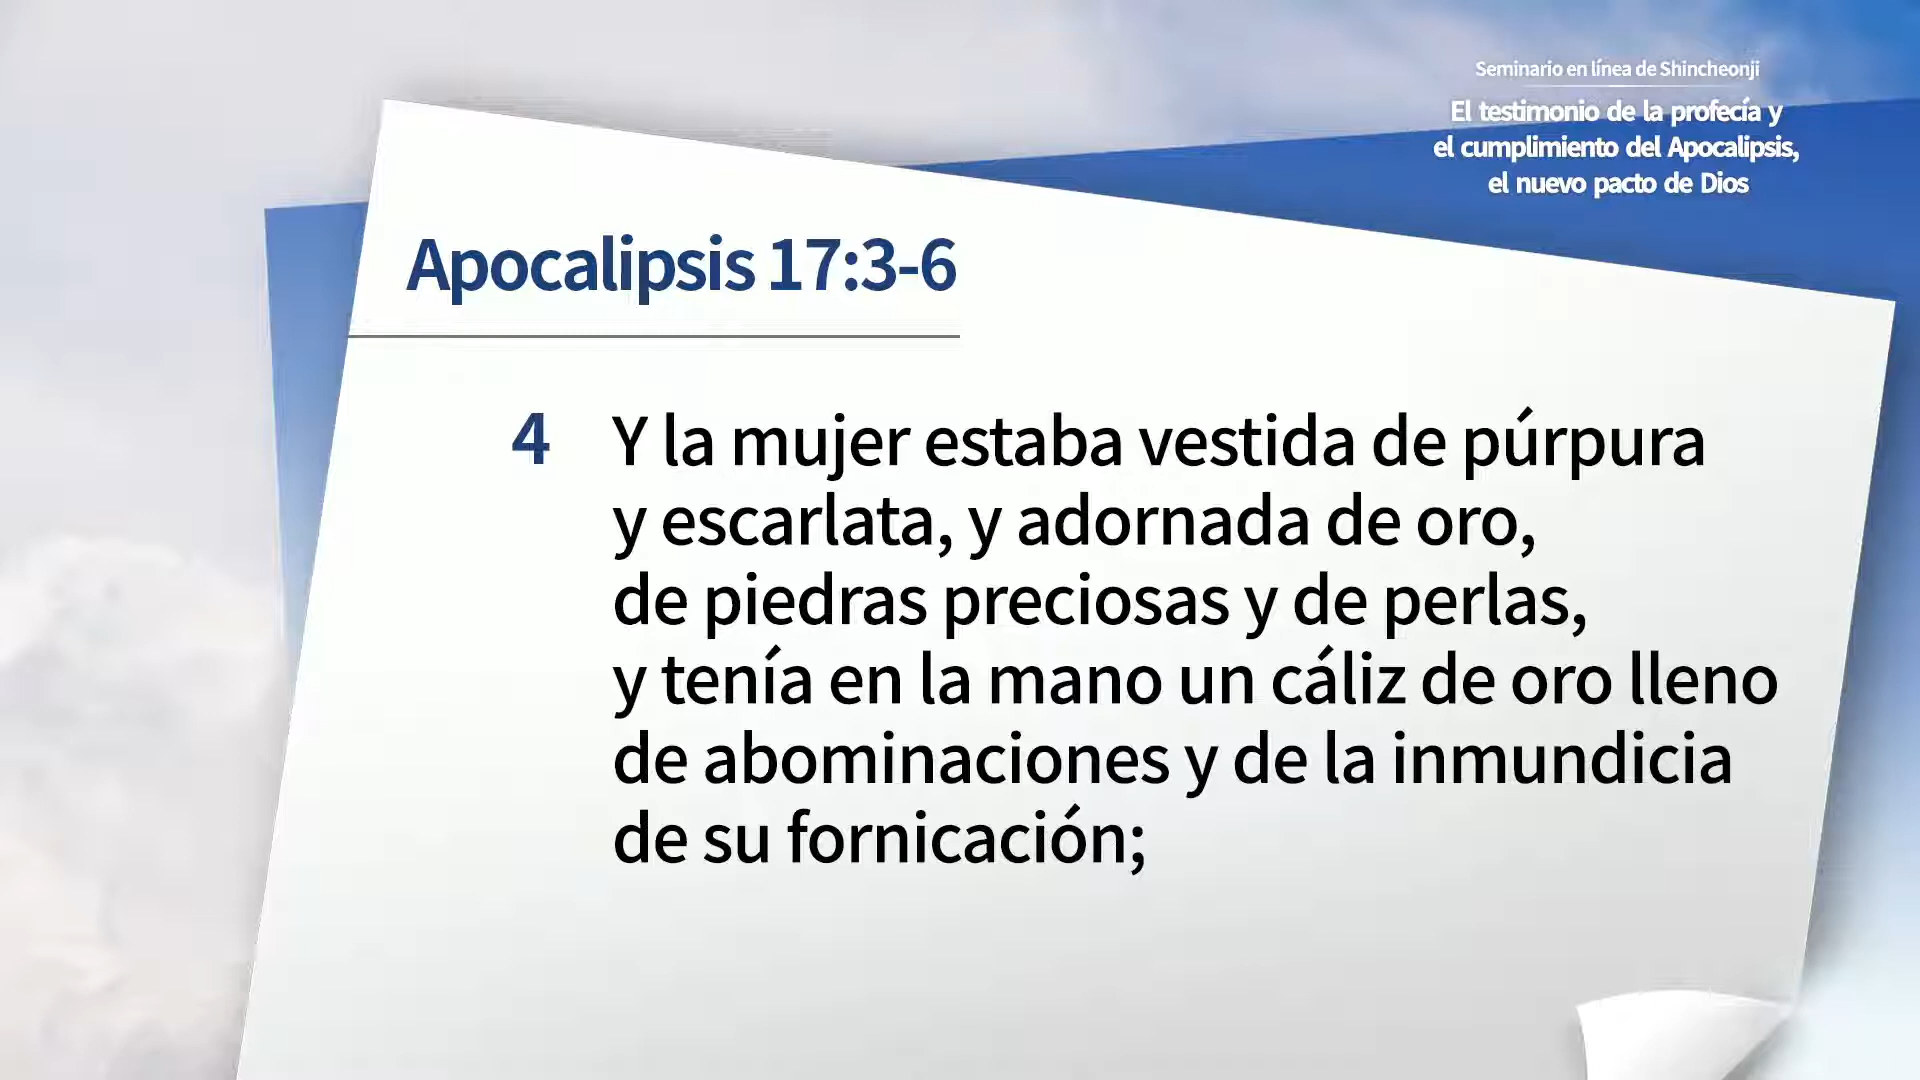 Seminario en línea de Shincheonji
El testimonio de la profecía y
el cumplimiento del Apocalipsis,
el nuevo pacto de Dios
Apocalipsis 17:3-6
4 Y la mujer estaba vestida de púrpura
y escarlata, y adornada de oro,
de piedras preciosas y de perlas,
y tenía en la mano un cáliz de oro lleno
de abominaciones y de la inmundicia
de su fornicación;